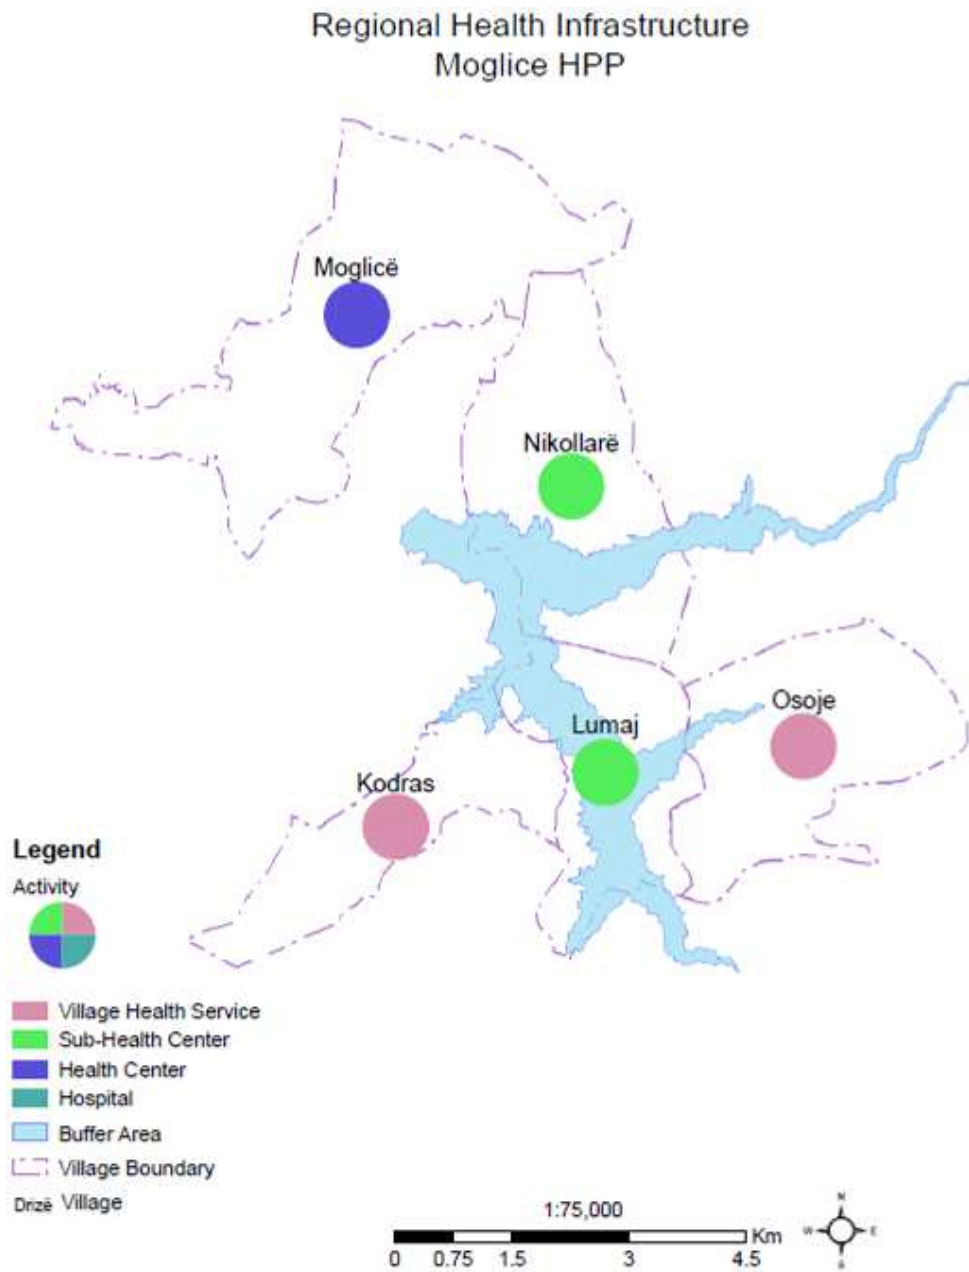 Regional Health Infrastructure
Moglice HPP
Moglicë
Nikollarë
Osoje
Lumaj
Kodras
Legend
Activity
Village Health Service
Sub-Health Center
Health Center
Hospital
Buffer Area
Village Boundary
Drizë Village
1:75,000
Km
0 0.75 1.5 3 4.5
N
W E
S